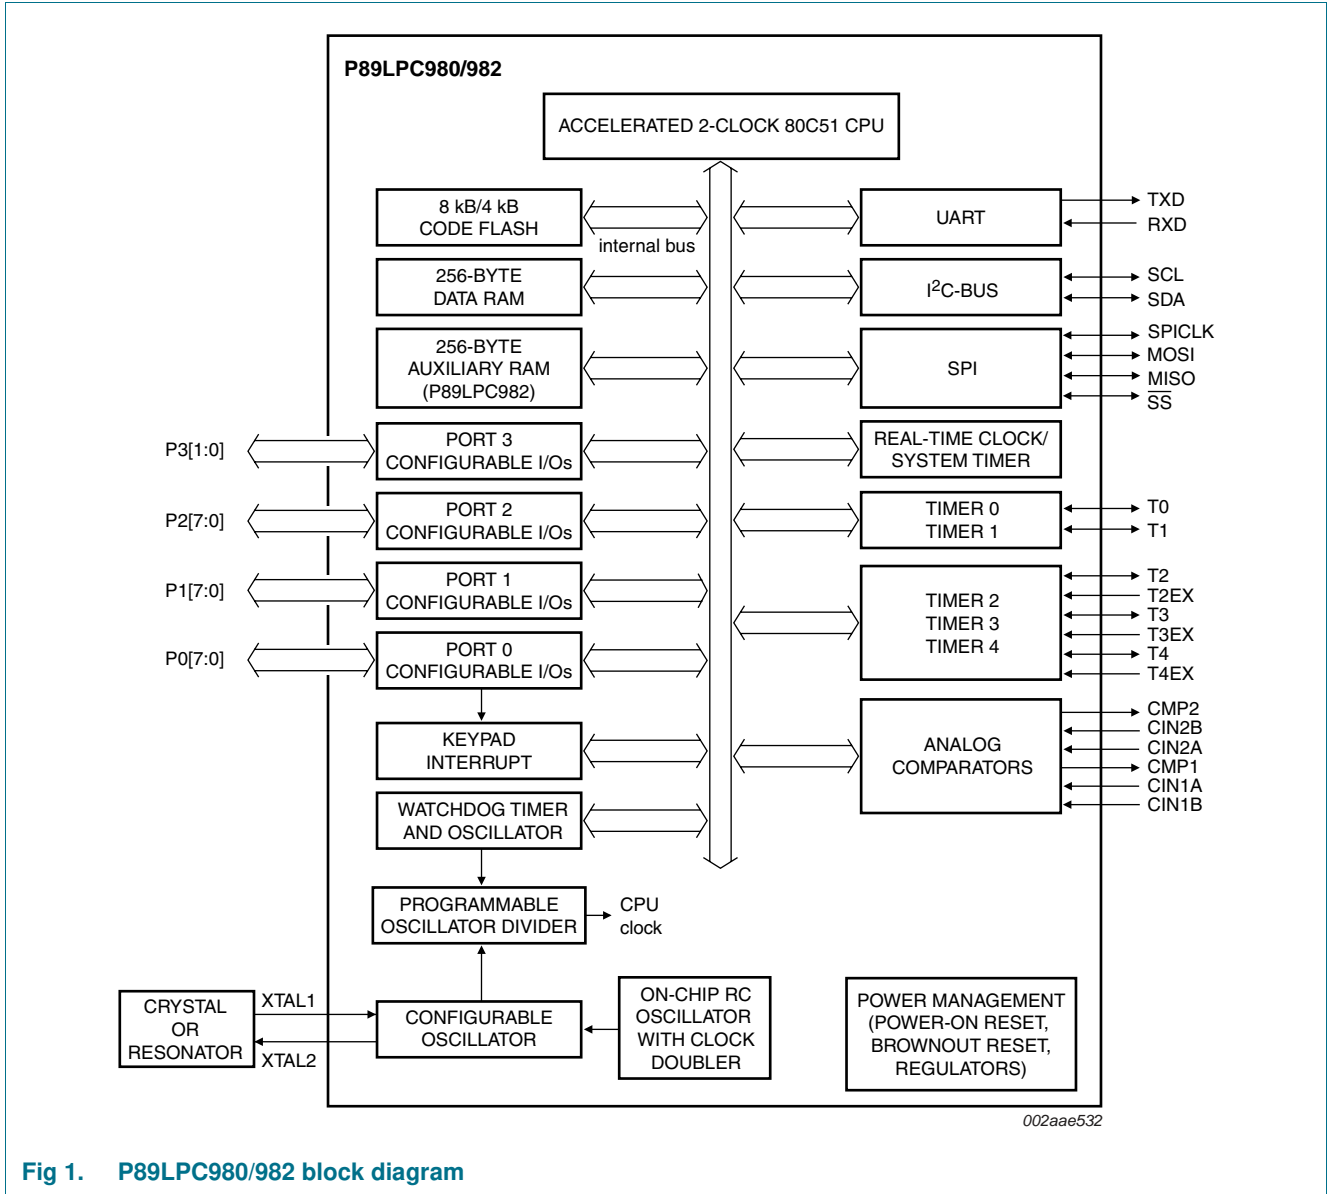 P89LPC980/982
ACCELERATED 2-CLOCK 80C51 CPU
8 kB/4 kB
CODE FLASH
internal bus
256-BYTE
DATA RAM
256-BYTE
AUXILIARY RAM
(P89LPC982)
P3[1:0]
PORT 3
CONFIGURABLE I/Os
P2[7:0]
PORT 2
CONFIGURABLE I/Os
P1[7:0]
PORT 1
CONFIGURABLE I/Os
P0[7:0]
PORT 0
CONFIGURABLE I/Os
KEYPAD
INTERRUPT
WATCHDOG TIMER
AND OSCILLATOR
PROGRAMMABLE
OSCILLATOR DIVIDER
CPU
clock
CRYSTAL
OR
RESONATOR
XTAL1
XTAL2
CONFIGURABLE
OSCILLATOR
ON-CHIP RC
OSCILLATOR
WITH CLOCK
DOUBLER
UART
TXD
RXD
I2C-BUS
SCL
SDA
SPI
SPICLK
MOSI
MISO
SS
REAL-TIME CLOCK/
SYSTEM TIMER
TIMER 0
TIMER 1
T0
T1
TIMER 2
TIMER 3
TIMER 4
T2
T2EX
T3
T3EX
T4
T4EX
ANALOG
COMPARATORS
CMP2
CIN2B
CIN2A
CMP1
CIN1A
CIN1B
POWER MANAGEMENT
(POWER-ON RESET,
BROWNOUT RESET,
REGULATORS)
002aae532
Fig 1. P89LPC980/982 block diagram